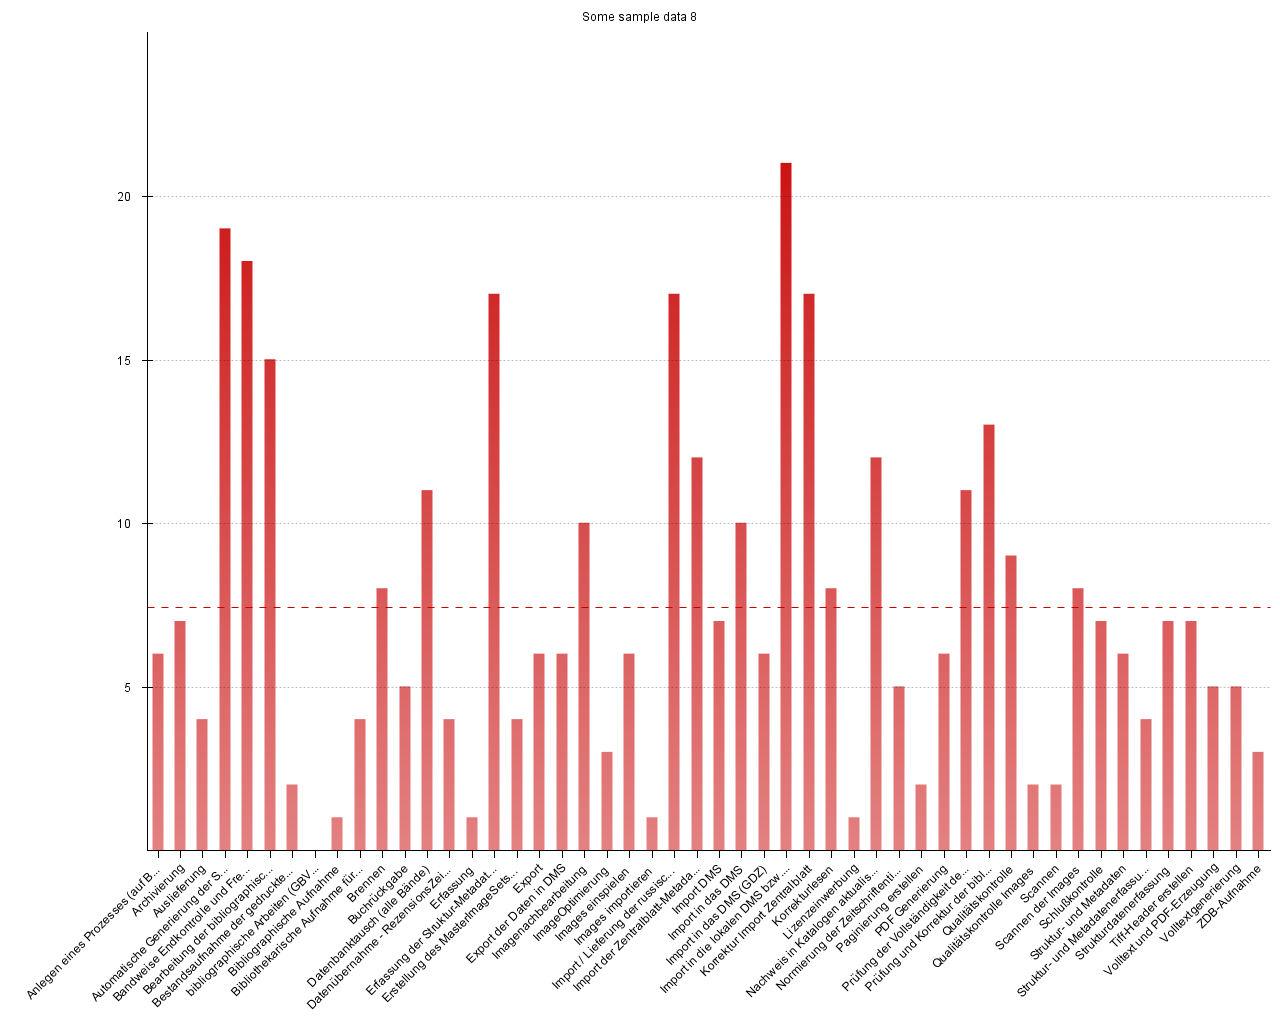 Some sample data 8
20
15
10
5
Anlegen eines Prozesses (auf B...
Archivierung
Auslieferung
Automatische Generierung der S...
Bandweise Endkontrolle und Fre...
Bearbeitung der bibliographisc...
Bestandsaufnahme der gedruckte...
bibliographische Arbeiten (GBV...
Bibliographische Aufnahme
Bibliothekarische Aufnahme für...
Brennen
Buchrückgabe
Datenbanktausch (alle Bände)
Datenübernahme - RezensionsZei...
Erfassung
Erfassung der Struktur-Metadat...
Erstellung des MasterImageSets...
Export
Export der Daten in DMS
Imagenachbearbeitung
ImageOptimierung
Images einspielen
Images importieren
Import / Lieferung der russisc...
Import der Zentralblatt-Metada...
Import DMS
Import in das DMS
Import in das DMS (GDZ)
Import in die lokalen DMS bzw....
Korrektur Import Zentralblatt
Korrekturlesen
Lizenzeinwerbung
Nachweis in Katalogen aktualis...
Normierung der Zeitschriftenti...
Paginierung erstellen
PDF Generierung
Prüfung der Vollständigkeit de...
Prüfung und Korrektur der bibl...
Qualitätskontrolle
Qualitätskontrolle Images
Scannen
Scannen der Images
Schlußkontrolle
Struktur- und Metadaten
Struktur- und Metadatenerfassu...
Strukturdatenerfassung
Tiff-Header erstellen
Volltext und PDF-Erzeugung
Volltextgenerierung
ZDB-Aufnahme